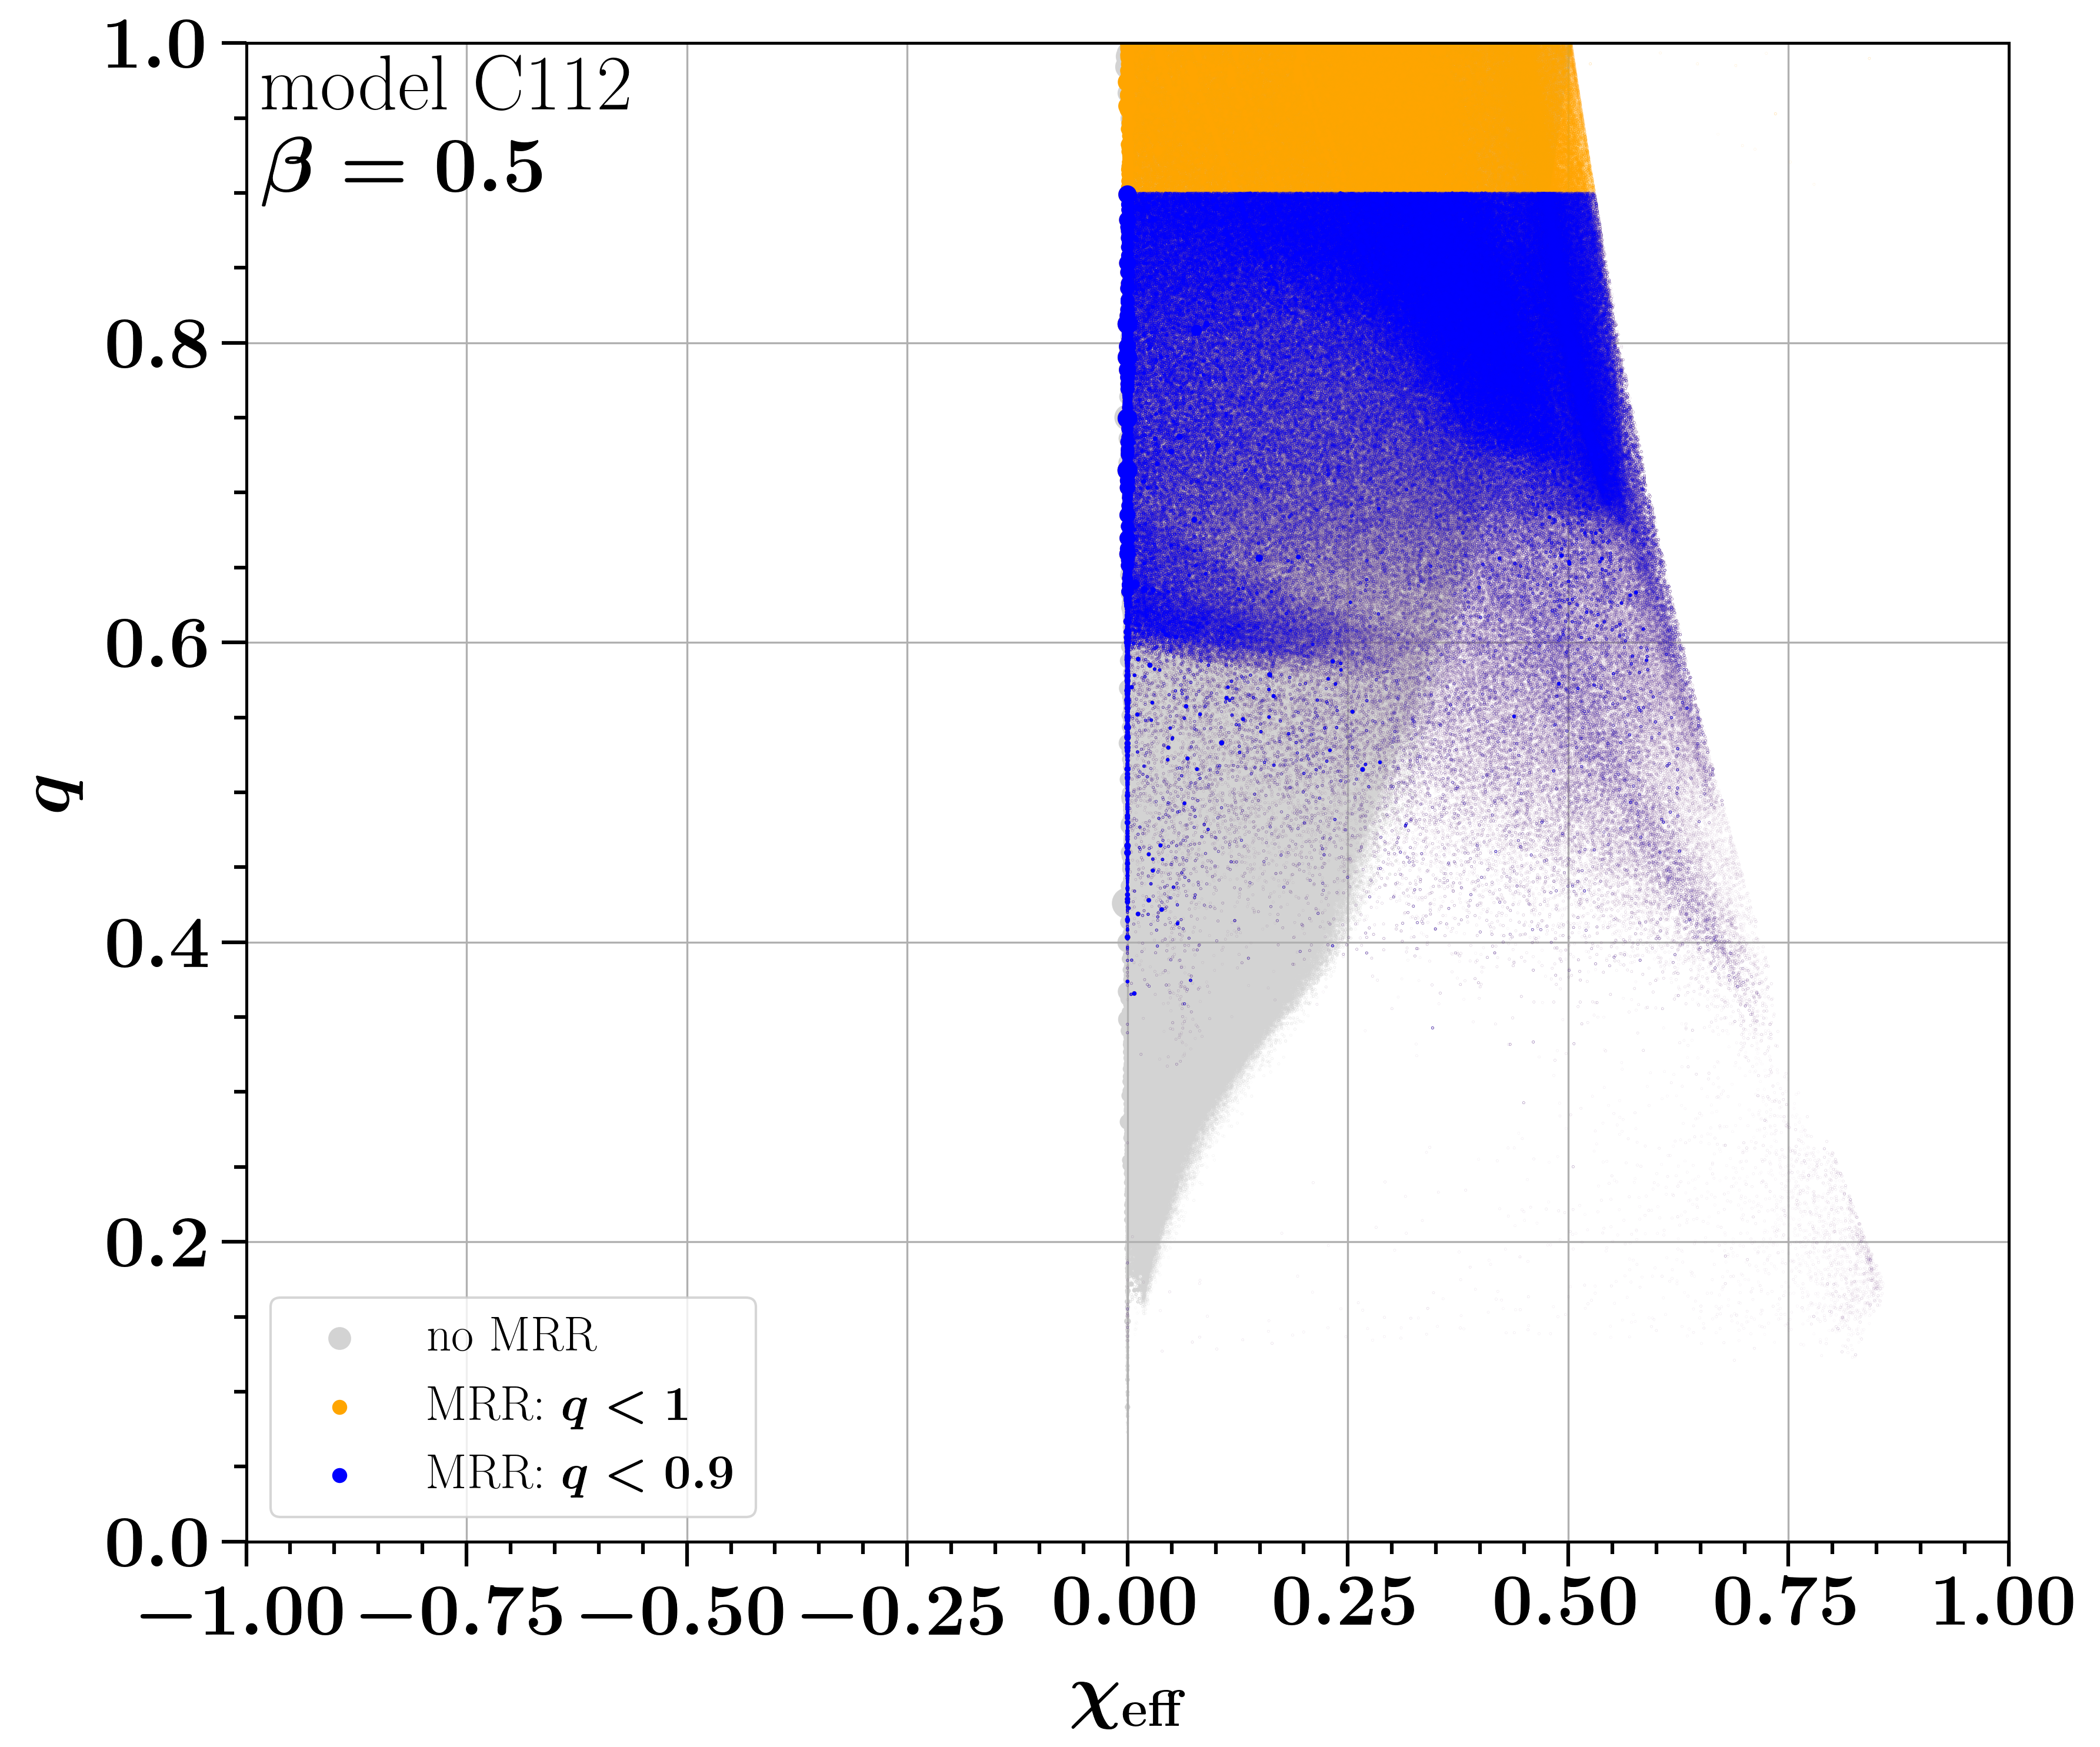 model C112
β = 0.5
1.0
0.8
0.6
0.4
0.2
0.0
q
no MRR
MRR: q < 1
MRR: q < 0.9
−1.00 −0.75 −0.50 −0.25 0.00 0.25 0.50 0.75 1.00
χeff